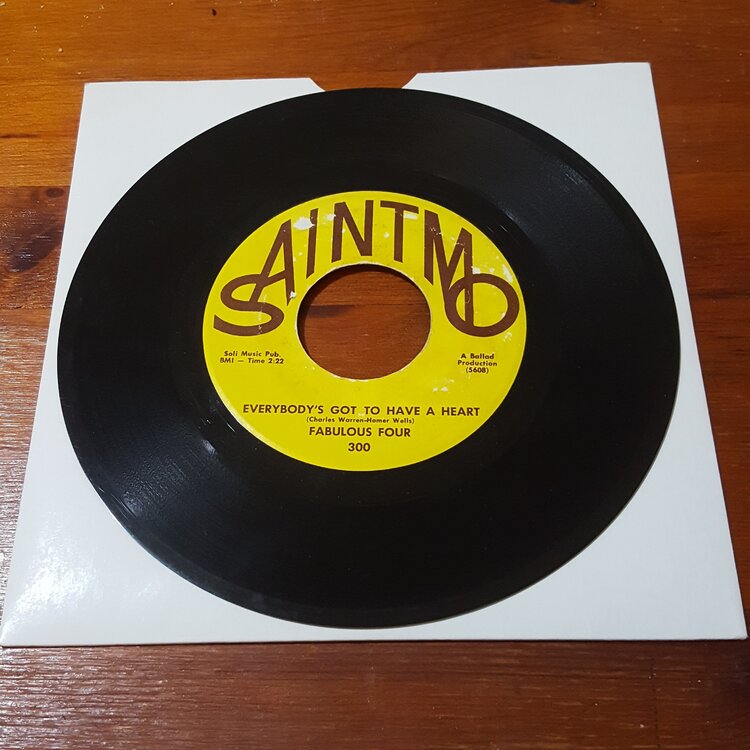 SAINTMO
Soli Music Pub.
BMI — Time 2:22
A Ballad
Production
(5608)
EVERYBODY'S GOT TO HAVE A HEART
(Charles Warren-Homer Wells)
FABULOUS FOUR
300